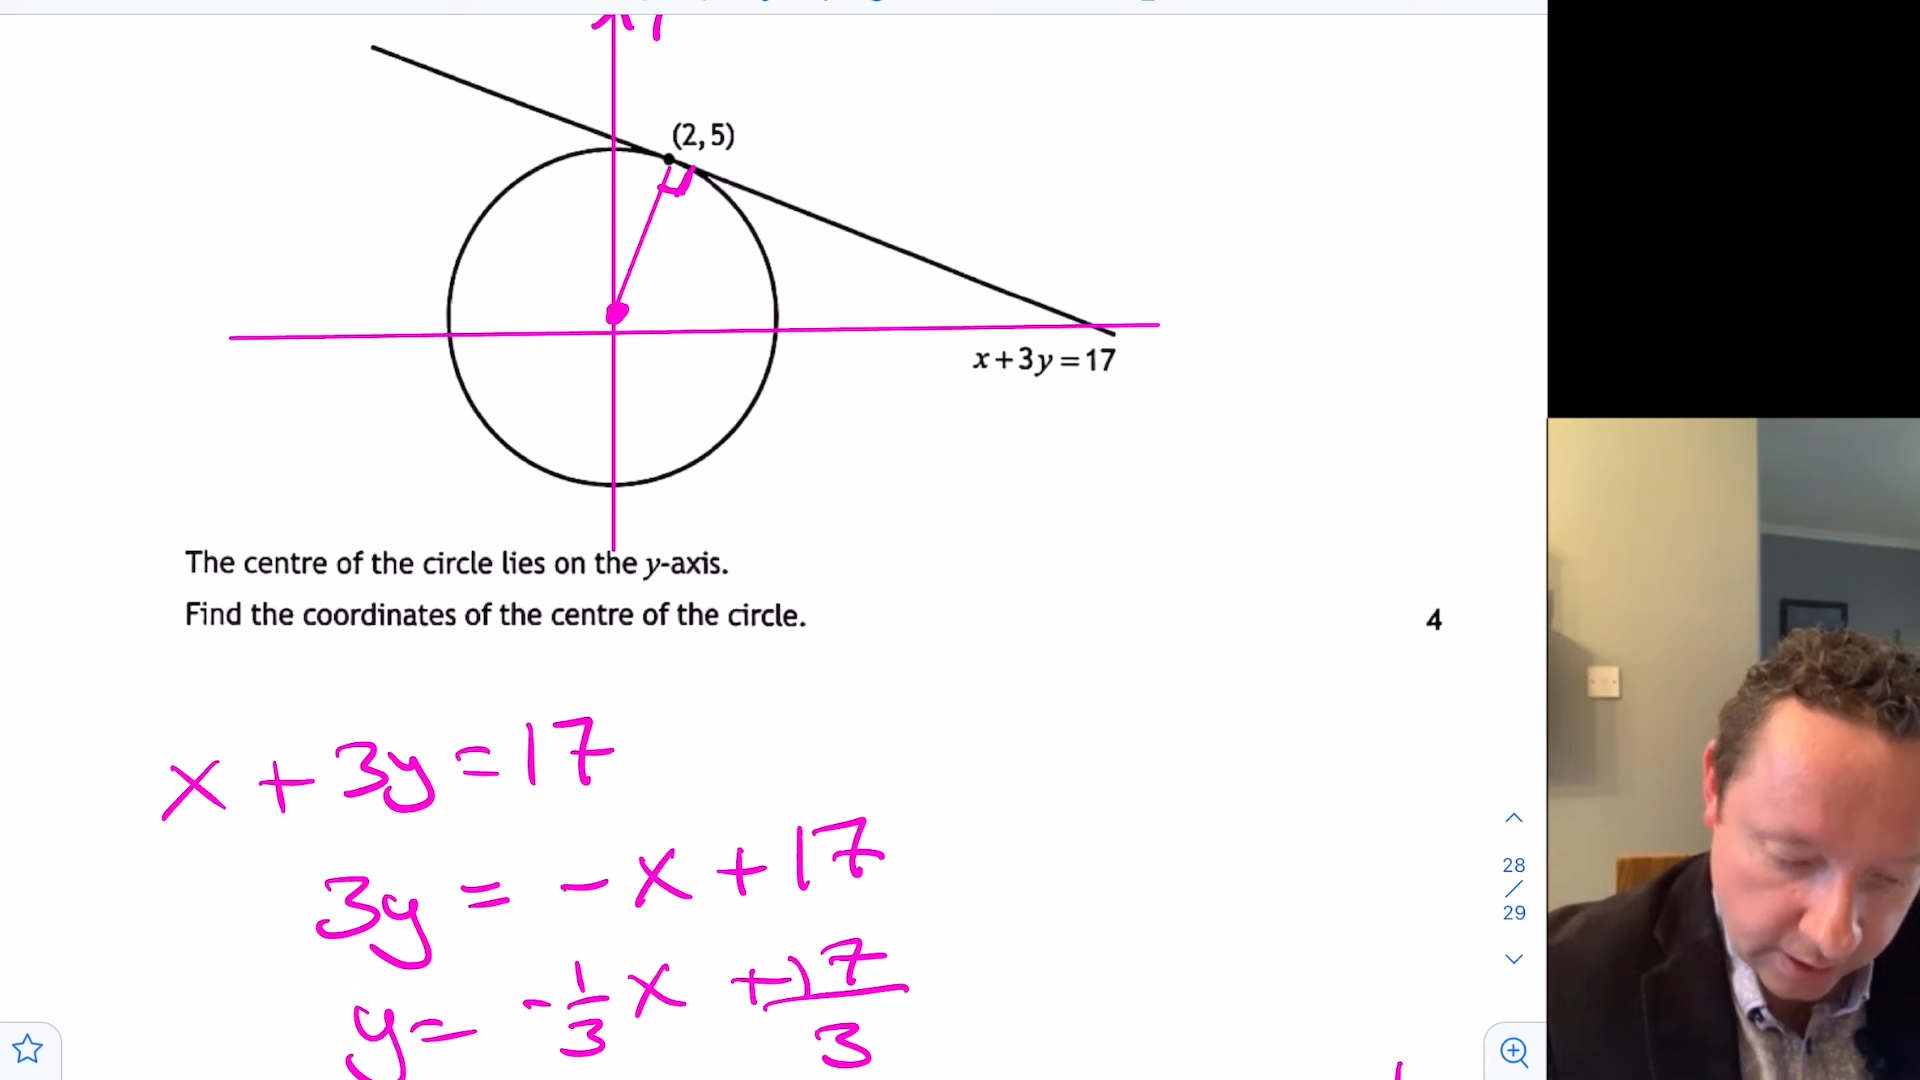 (2, 5)
x+3y=17
The centre of the circle lies on the y-axis.
Find the coordinates of the centre of the circle.
4
x + 3y = 17
3y = -x + 17
y = -1/3 x + 17/3
28
/
29